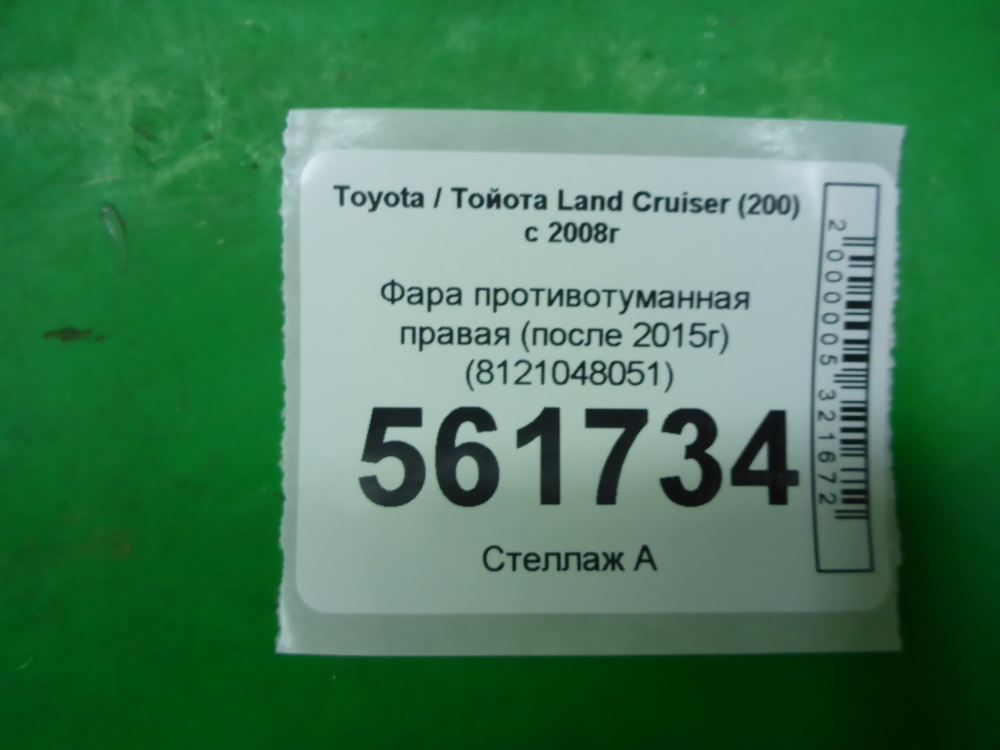 Toyota / Тойота Land Cruiser (200)
с 2008г
Фара противотуманная
правая (после 2015г)
(8121048051)
561734
Стеллаж А
2000005321672